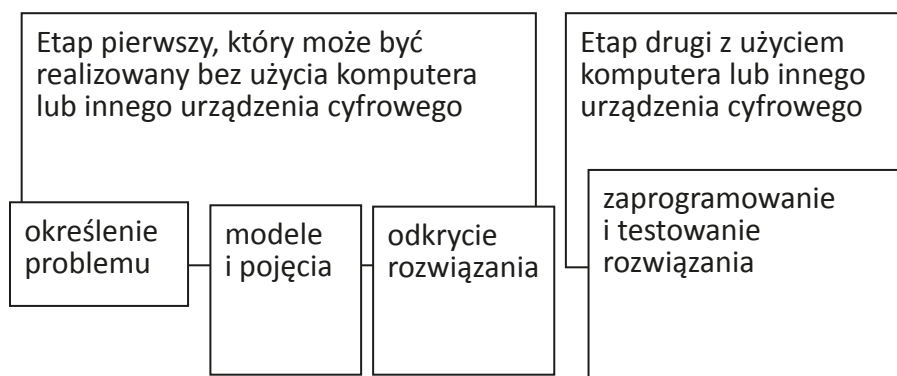 Etap pierwszy, który może być
realizowany bez użycia komputera
lub innego urządzenia cyfrowego
Etap drugi z użyciem
komputera lub innego
urządzenia cyfrowego
określenie
problemu
modele
i pojęcia
odkrycie
rozwiązania
zaprogramowanie
i testowanie
rozwiązania